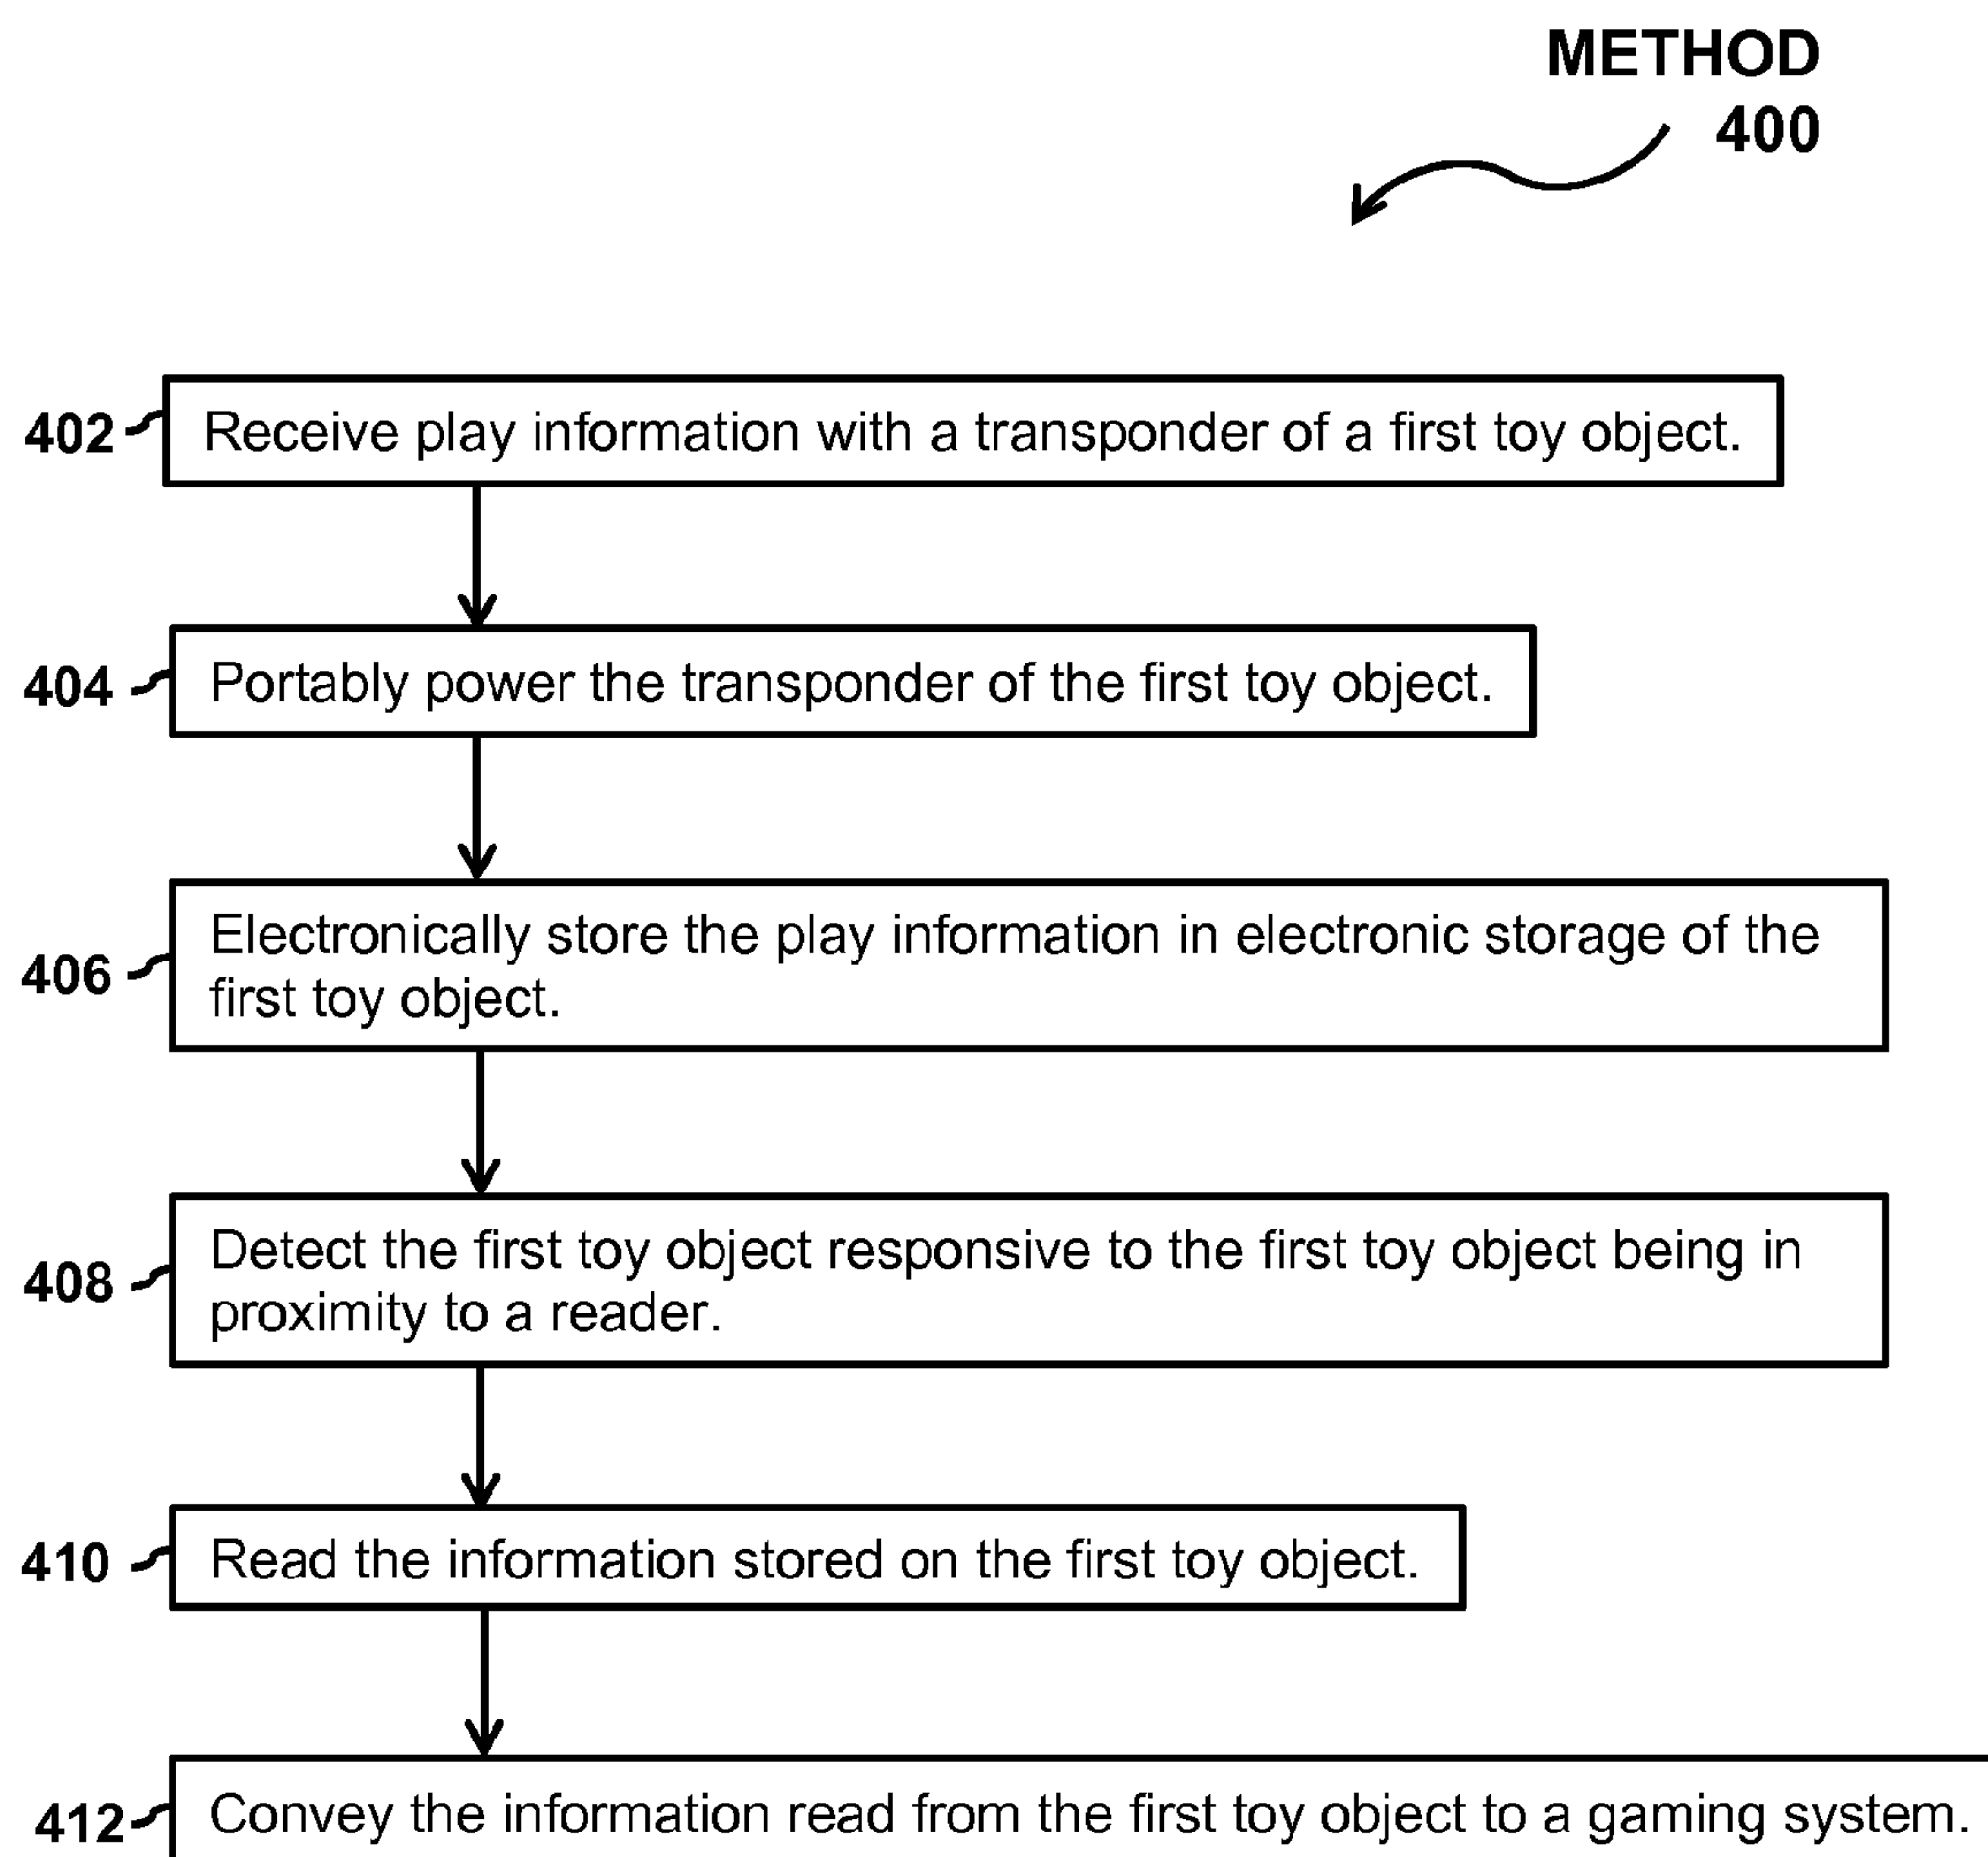 METHOD
400
402
Receive play information with a transponder of a first toy object.
404
Portably power the transponder of the first toy object.
406
Electronically store the play information in electronic storage of the
first toy object.
408
Detect the first toy object responsive to the first toy object being in
proximity to a reader.
410
Read the information stored on the first toy object.
412
Convey the information read from the first toy object to a gaming system.